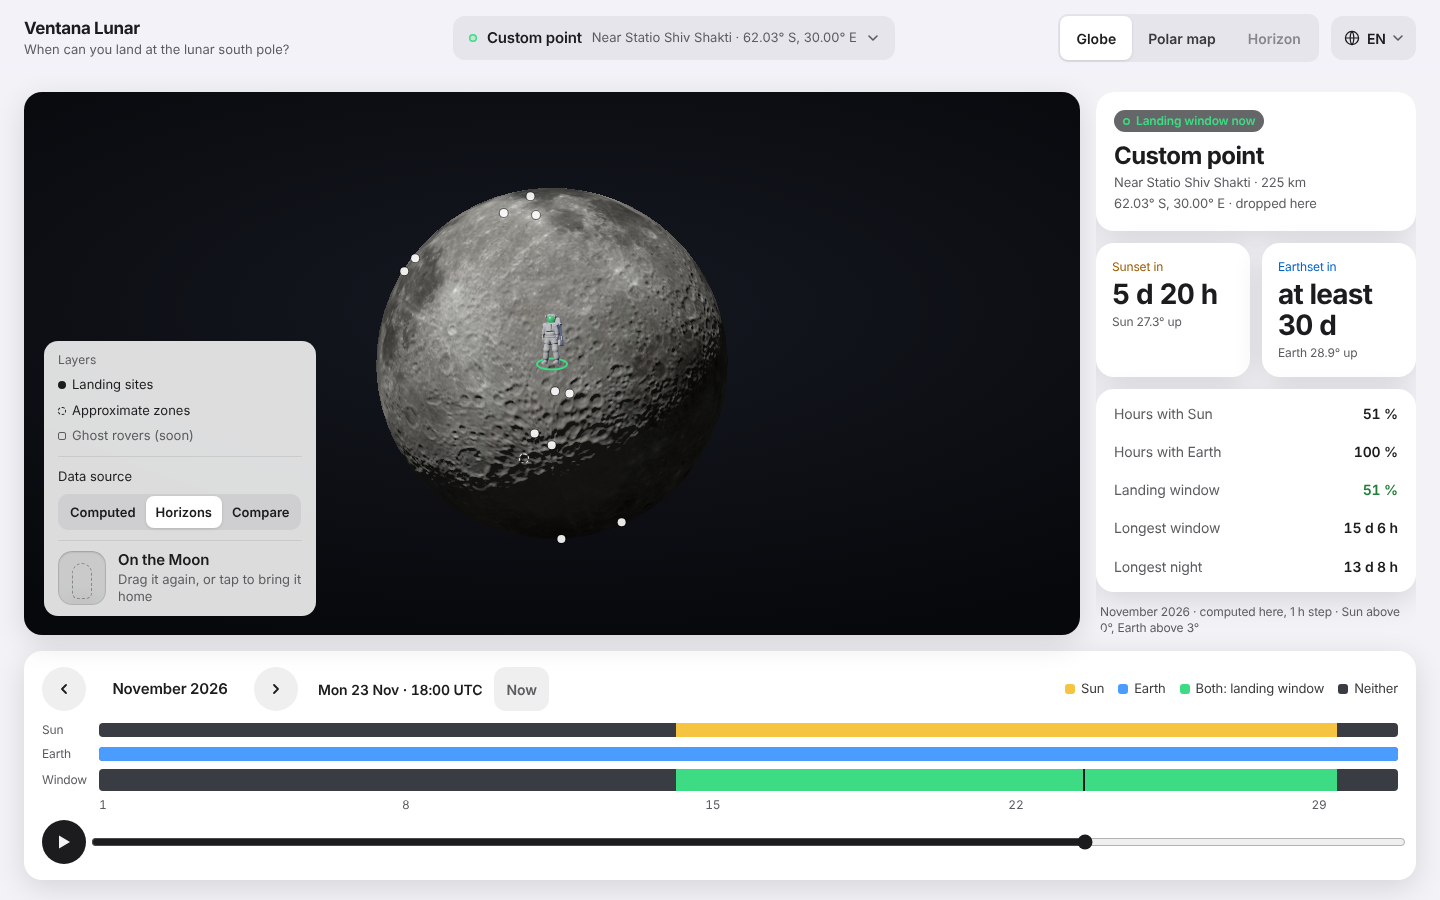 Ventana Lunar
When can you land at the lunar south pole?
Custom point Near Statio Shiv Shakti · 62.03° S, 30.00° E
Globe Polar map Horizon
EN
Landing window now
Custom point
Near Statio Shiv Shakti · 225 km
62.03° S, 30.00° E · dropped here
Sunset in
5 d 20 h
Sun 27.3° up
Earthset in
at least
30 d
Earth 28.9° up
Layers
Landing sites
Approximate zones
Ghost rovers (soon)
Data source
Computed Horizons Compare
On the Moon
Drag it again, or tap to bring it
home
Hours with Sun 51 %
Hours with Earth 100 %
Landing window 51 %
Longest window 15 d 6 h
Longest night 13 d 8 h
November 2026 · computed here, 1 h step · Sun above
0°, Earth above 3°
November 2026
Mon 23 Nov · 18:00 UTC
Now
Sun Earth Both: landing window Neither
Sun
Earth
Window
1 8 15 22 29